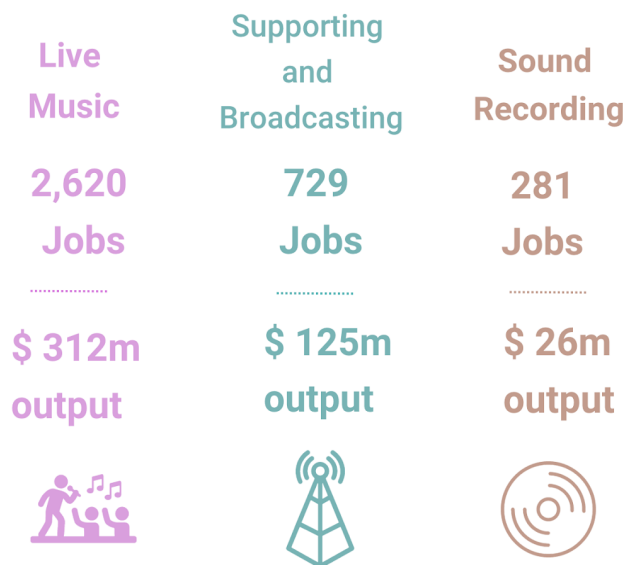 Live
Music
2,620
Jobs
$ 312m
output
Supporting
and
Broadcasting
729
Jobs
$ 125m
output
Sound
Recording
281
Jobs
$ 26m
output